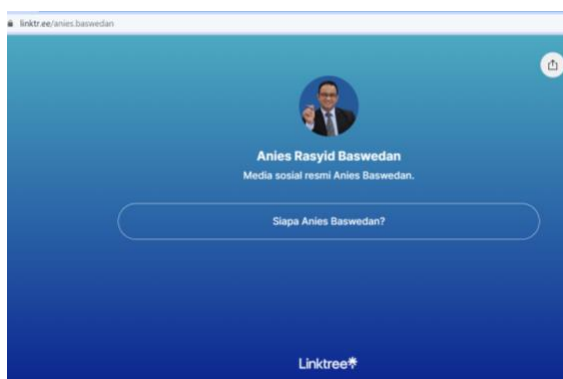 linktr.ee/anies.baswedan
Anies Rasyid Baswedan
Media sosial resmi Anies Baswedan.
Siapa Anies Baswedan?
Linktree